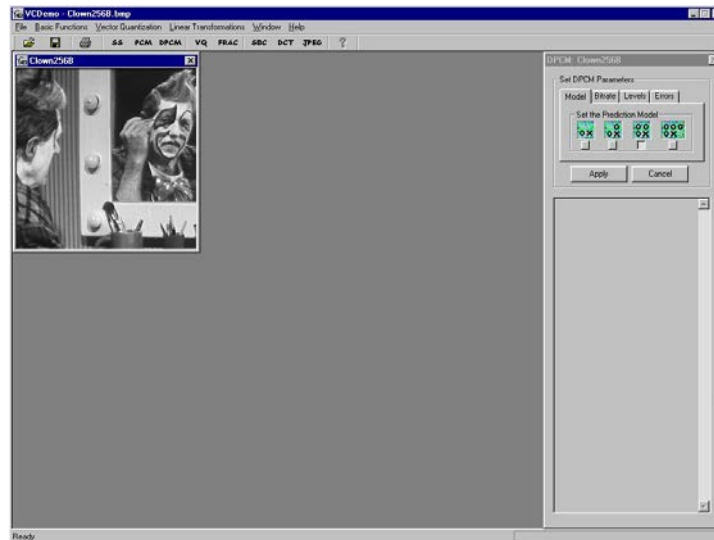 VCDemo - Clown256B.bmp
File Basic Functions Vector Quantization Linear Transformations Window Help
SS PCM DPCM VQ FRAC SBC DCT JPEG ?
Clown256B
DPCM: Clown256B
Set DPCM Parameters
Model Bitrate Levels Errors
Set the Prediction Model
Apply Cancel
Ready